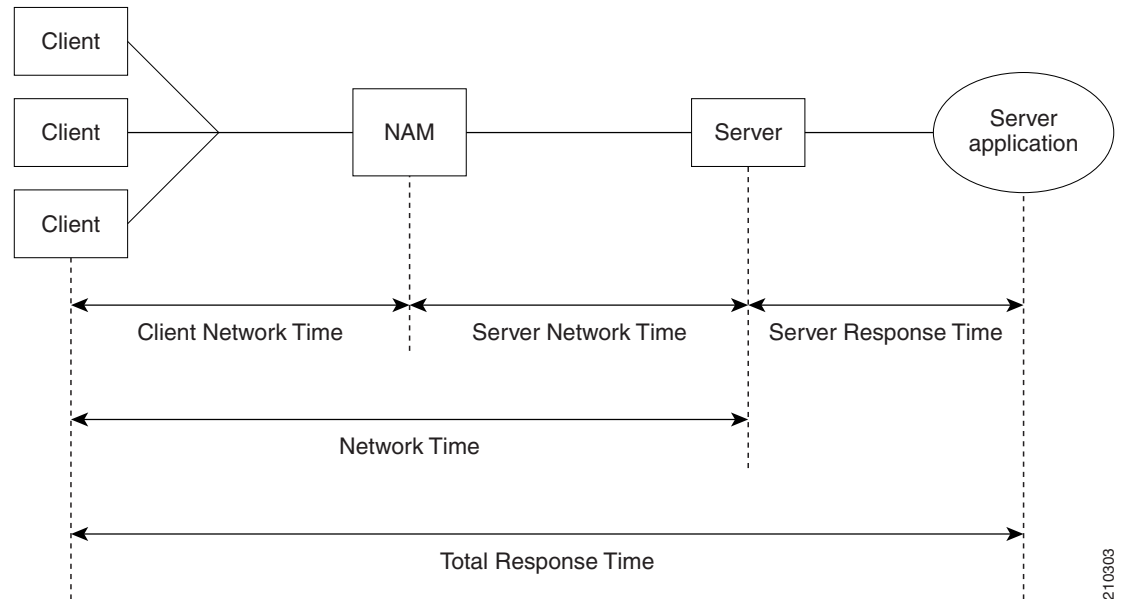 Client
Client
Client
NAM
Server
Server
application
Client Network Time
Server Network Time
Server Response Time
Network Time
Total Response Time
210303